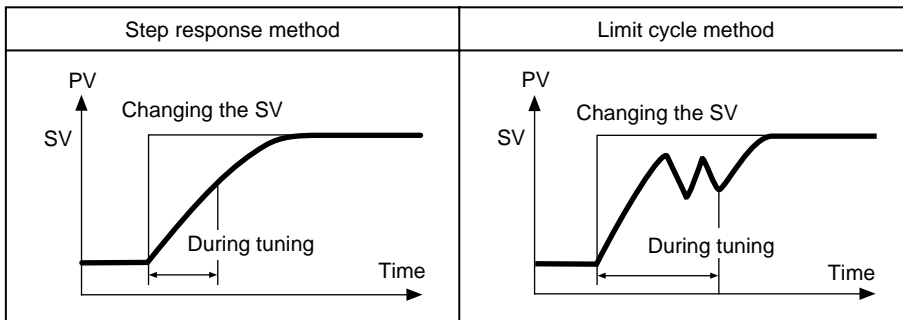 Step response method
PV
Changing the SV
SV
During tuning
Time
Limit cycle method
PV
Changing the SV
SV
During tuning
Time